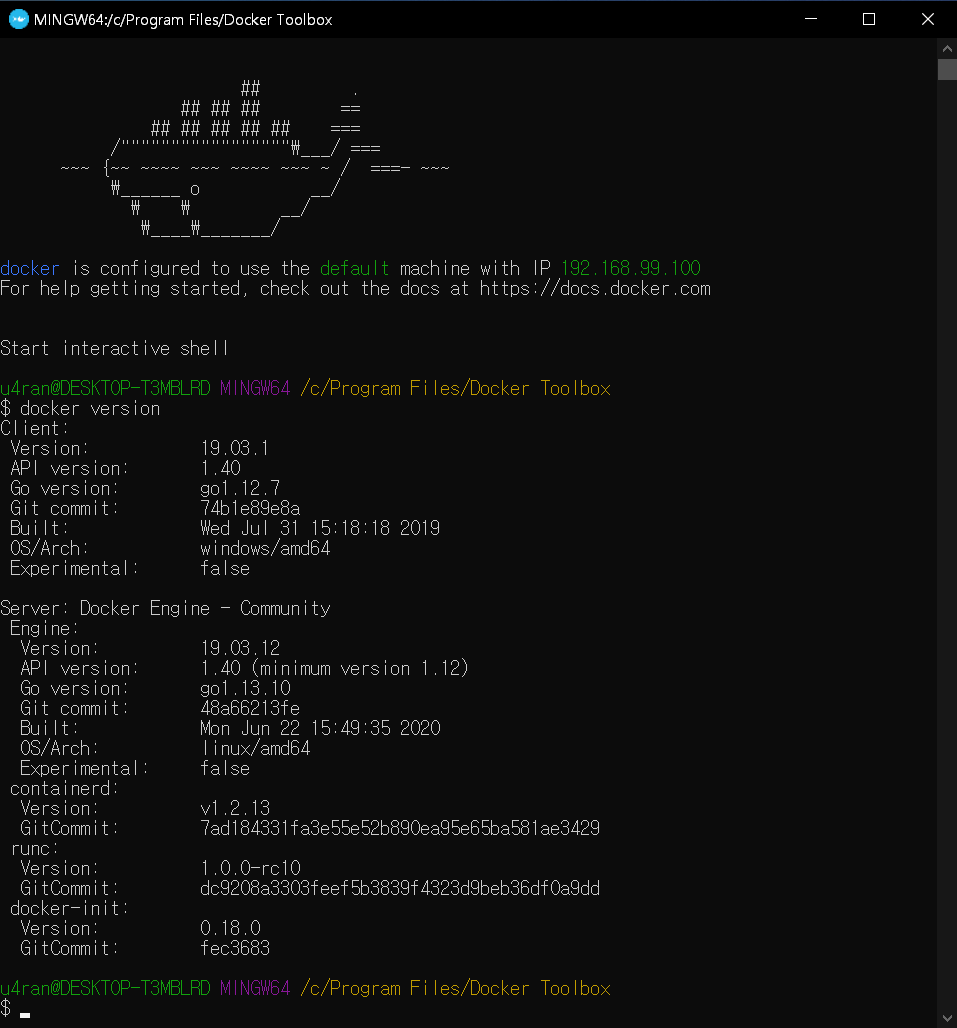 MINGW64:/c/Program Files/Docker Toolbox
                        ##         .
                  ## ## ##        ==
               ## ## ## ## ##    ===
           /"""""""""""""""""₩___/ ===
      ~~~ {~~ ~~~~ ~~~ ~~~~ ~~~ ~ /  ===- ~~~
           ₩______ o           __/
             ₩    ₩         __/
              ₩____₩_______/
docker is configured to use the default machine with IP 192.168.99.100
For help getting started, check out the docs at https://docs.docker.com
Start interactive shell
u4ran@DESKTOP-T3MBLRD MINGW64 /c/Program Files/Docker Toolbox
$ docker version
Client:
 Version:           19.03.1
 API version:       1.40
 Go version:        go1.12.7
 Git commit:        74b1e89e8a
 Built:             Wed Jul 31 15:18:18 2019
 OS/Arch:           windows/amd64
 Experimental:      false
Server: Docker Engine - Community
 Engine:
  Version:          19.03.12
  API version:      1.40 (minimum version 1.12)
  Go version:       go1.13.10
  Git commit:       48a66213fe
  Built:            Mon Jun 22 15:49:35 2020
  OS/Arch:          linux/amd64
  Experimental:     false
 containerd:
  Version:          v1.2.13
  GitCommit:        7ad184331fa3e55e52b890ea95e65ba581ae3429
 runc:
  Version:          1.0.0-rc10
  GitCommit:        dc9208a3303feef5b3839f4323d9beb36df0a9dd
 docker-init:
  Version:          0.18.0
  GitCommit:        fec3683
u4ran@DESKTOP-T3MBLRD MINGW64 /c/Program Files/Docker Toolbox
$